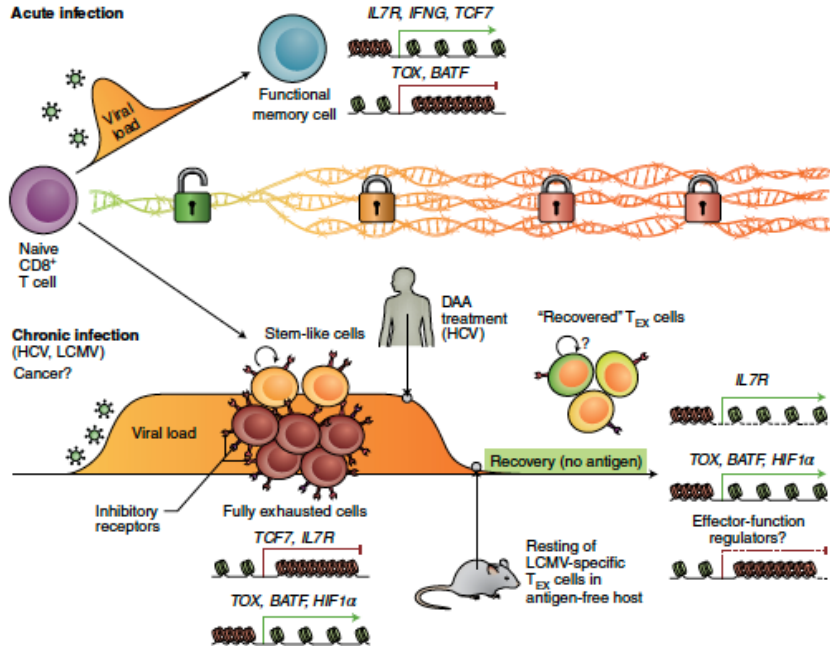 Acute infection
IL7R, IFNG, TCF7
TOX, BATF
Functional
memory cell
Viral
load
Naive
CD8⁺
T cell
Chronic infection
(HCV, LCMV)
Cancer?
Stem-like cells
DAA
treatment
(HCV)
"Recovered" T_EX cells
?
IL7R
Viral load
Recovery (no antigen)
TOX, BATF, HIF1α
Inhibitory
receptors
Fully exhausted cells
TCF7, IL7R
TOX, BATF, HIF1α
Resting of
LCMV-specific
T_EX cells in
antigen-free host
Effector-function
regulators?